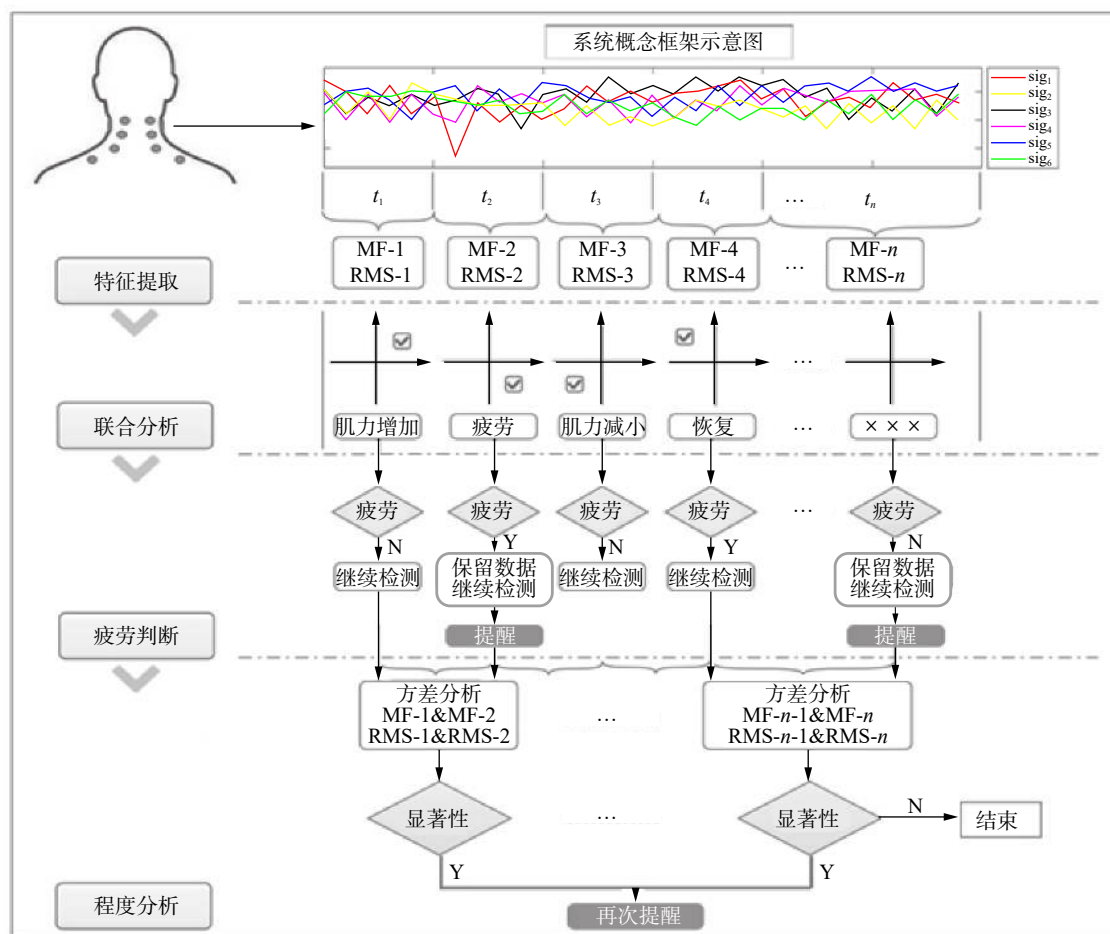 系统概念框架示意图
sig1
sig2
sig3
sig4
sig5
sig6
t1 t2 t3 t4 … tn
MF-1 MF-2 MF-3 MF-4 MF-n
RMS-1 RMS-2 RMS-3 RMS-4 … RMS-n
特征提取
…
联合分析
肌力增加 疲劳 肌力减小 恢复 … ×××
疲劳 疲劳 疲劳 疲劳 … 疲劳
N Y N Y N
继续检测 保留数据 继续检测 继续检测 保留数据
继续检测 继续检测
疲劳判断
提醒 提醒
方差分析 方差分析
MF-1&MF-2 … MF-n-1&MF-n
RMS-1&RMS-2 RMS-n-1&RMS-n
显著性 … 显著性 N 结束
Y Y
程度分析
再次提醒